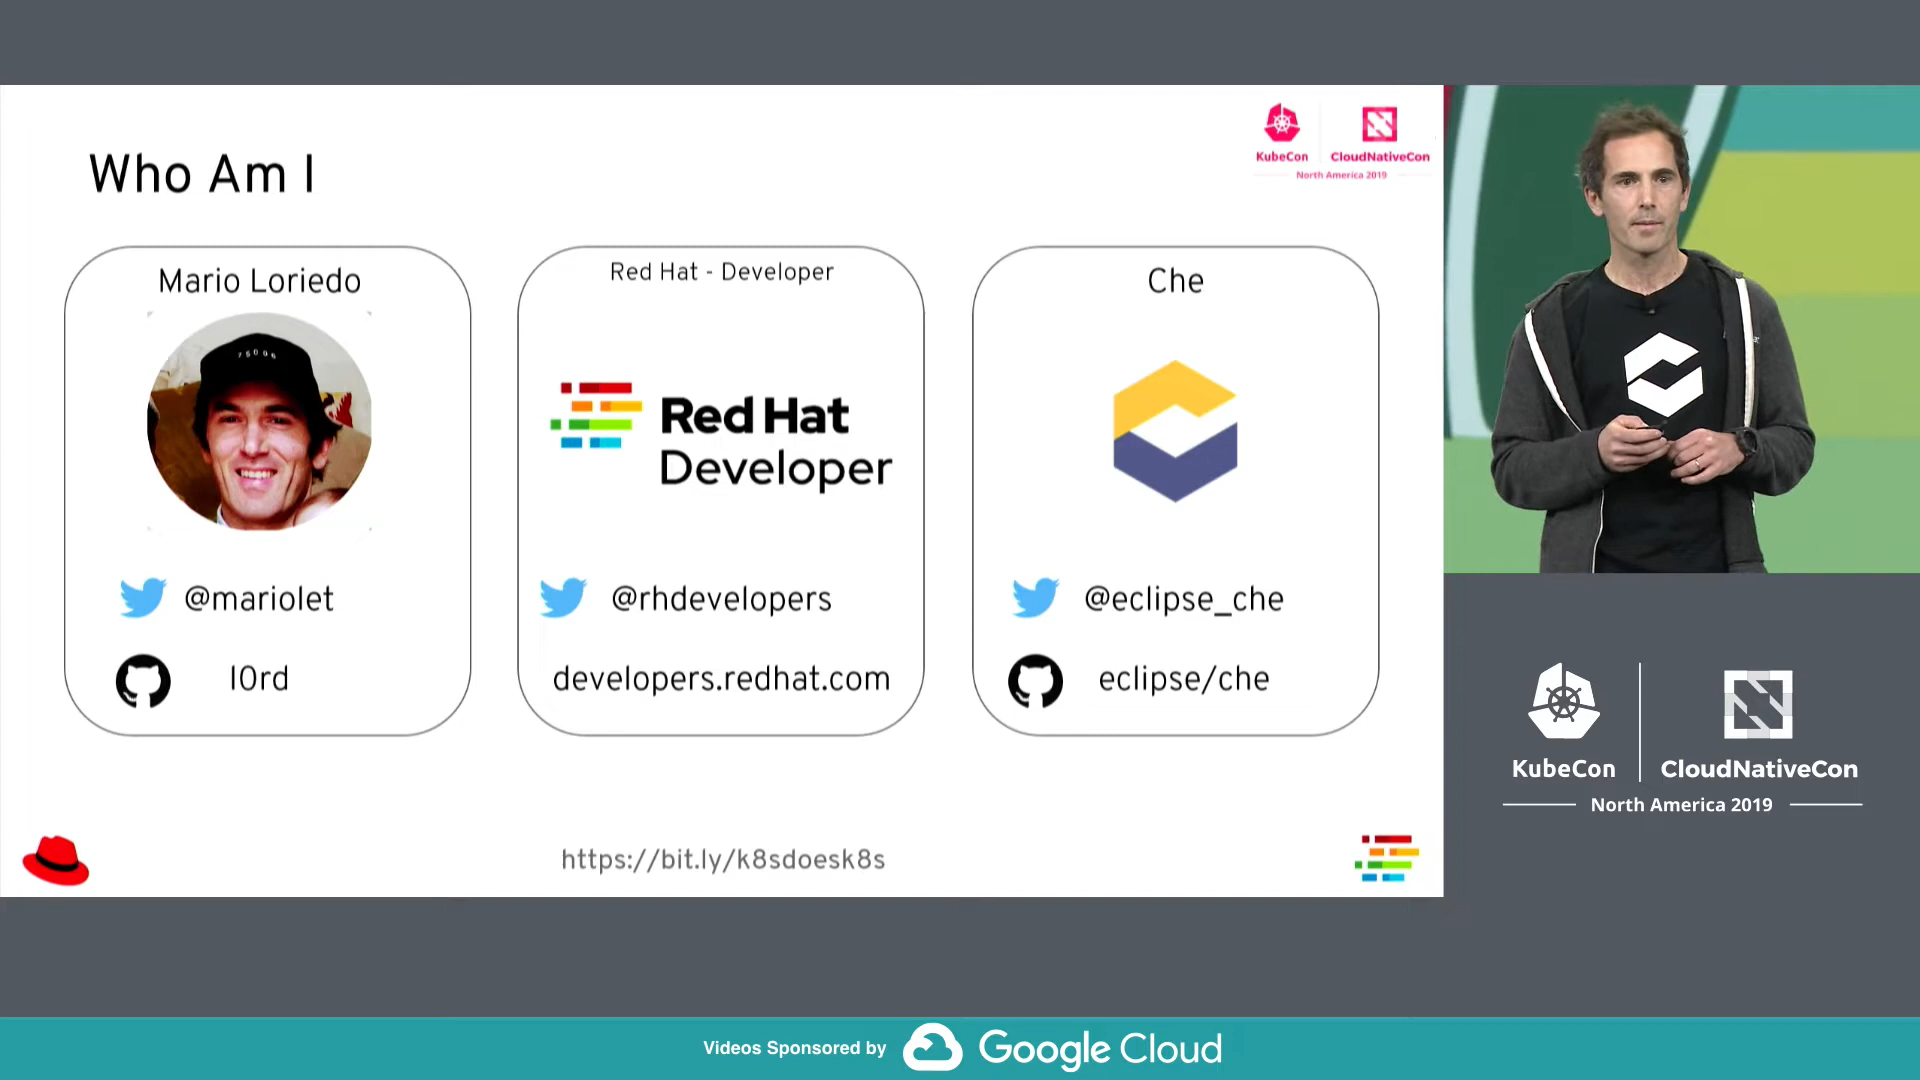 KubeCon
CloudNativeCon
North America 2019
Who Am I
Mario Loriedo
75096
@mariolet
l0rd
Red Hat - Developer
Red Hat
Developer
@rhdevelopers
developers.redhat.com
Che
@eclipse_che
eclipse/che
https://bit.ly/k8sdoesk8s
KubeCon
CloudNativeCon
North America 2019
Videos Sponsored by Google Cloud